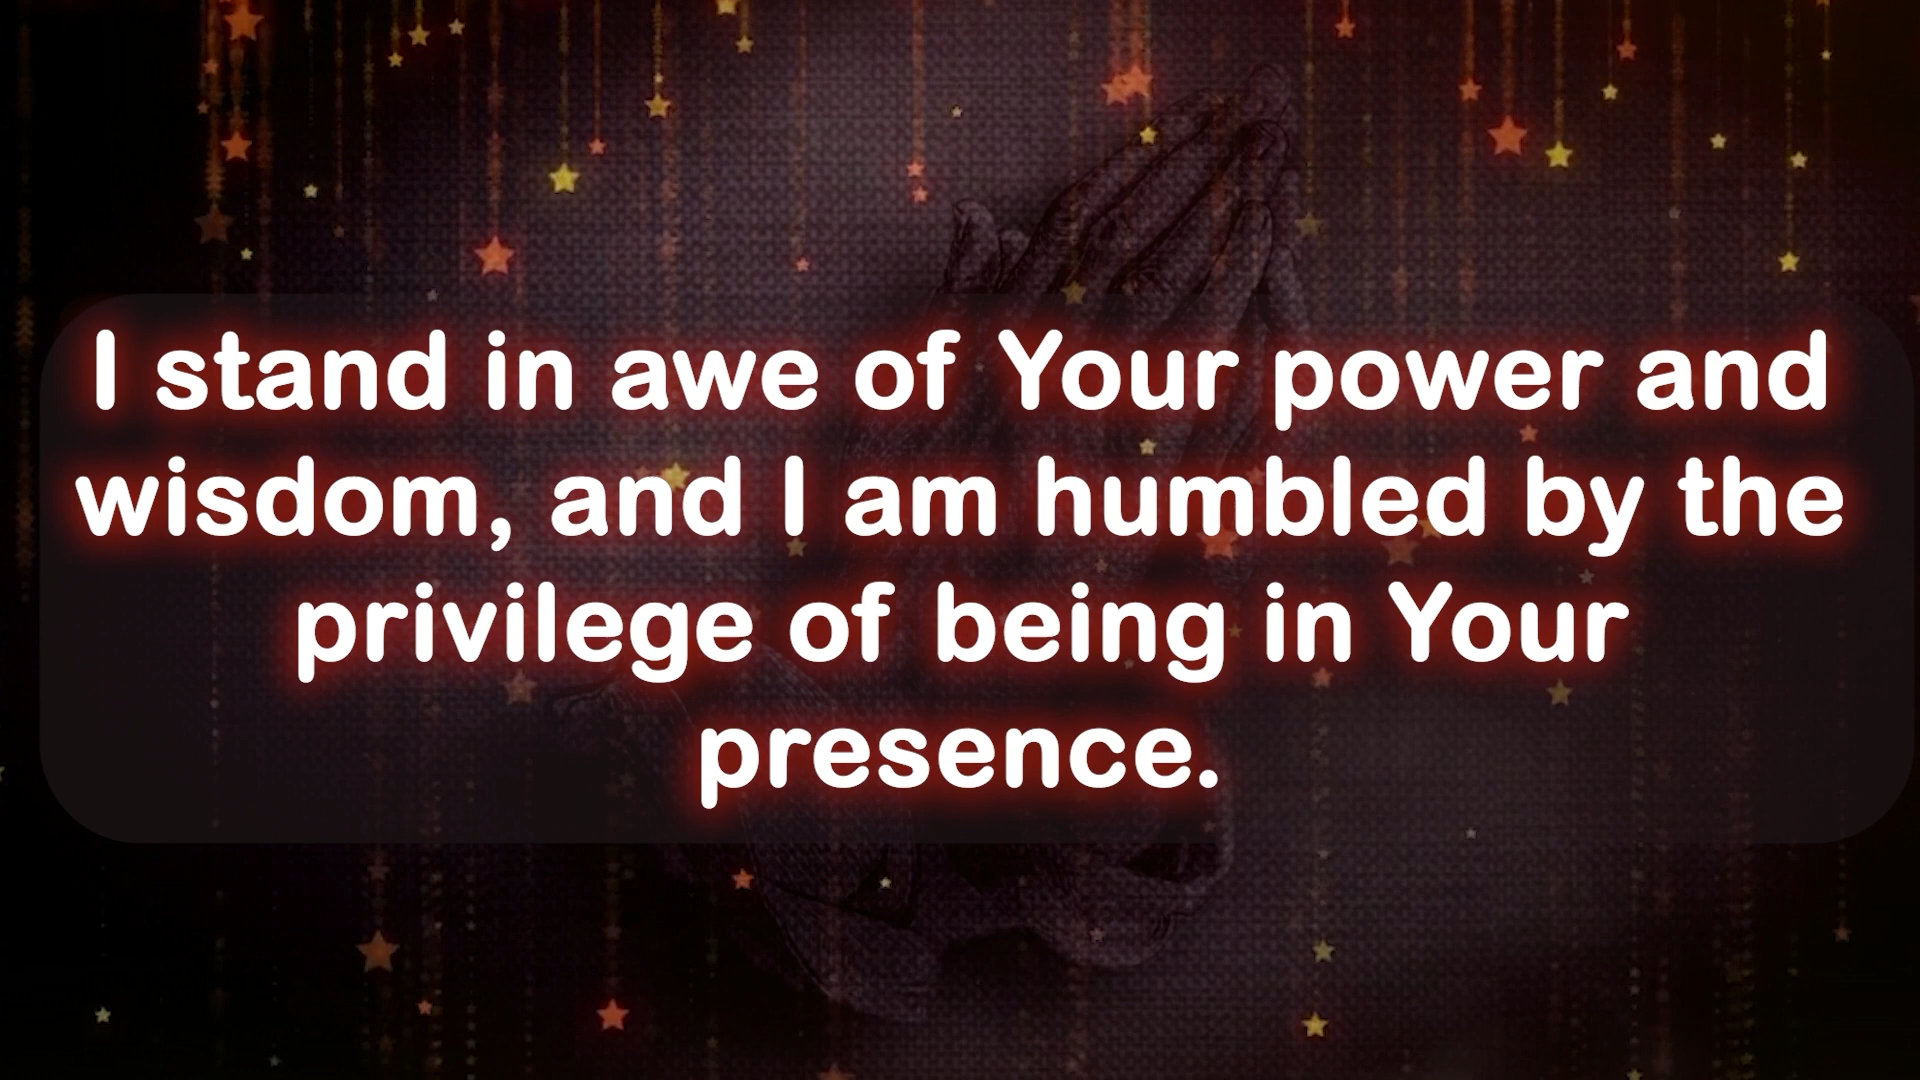 I stand in awe of Your power and
wisdom, and I am humbled by the
privilege of being in Your
presence.